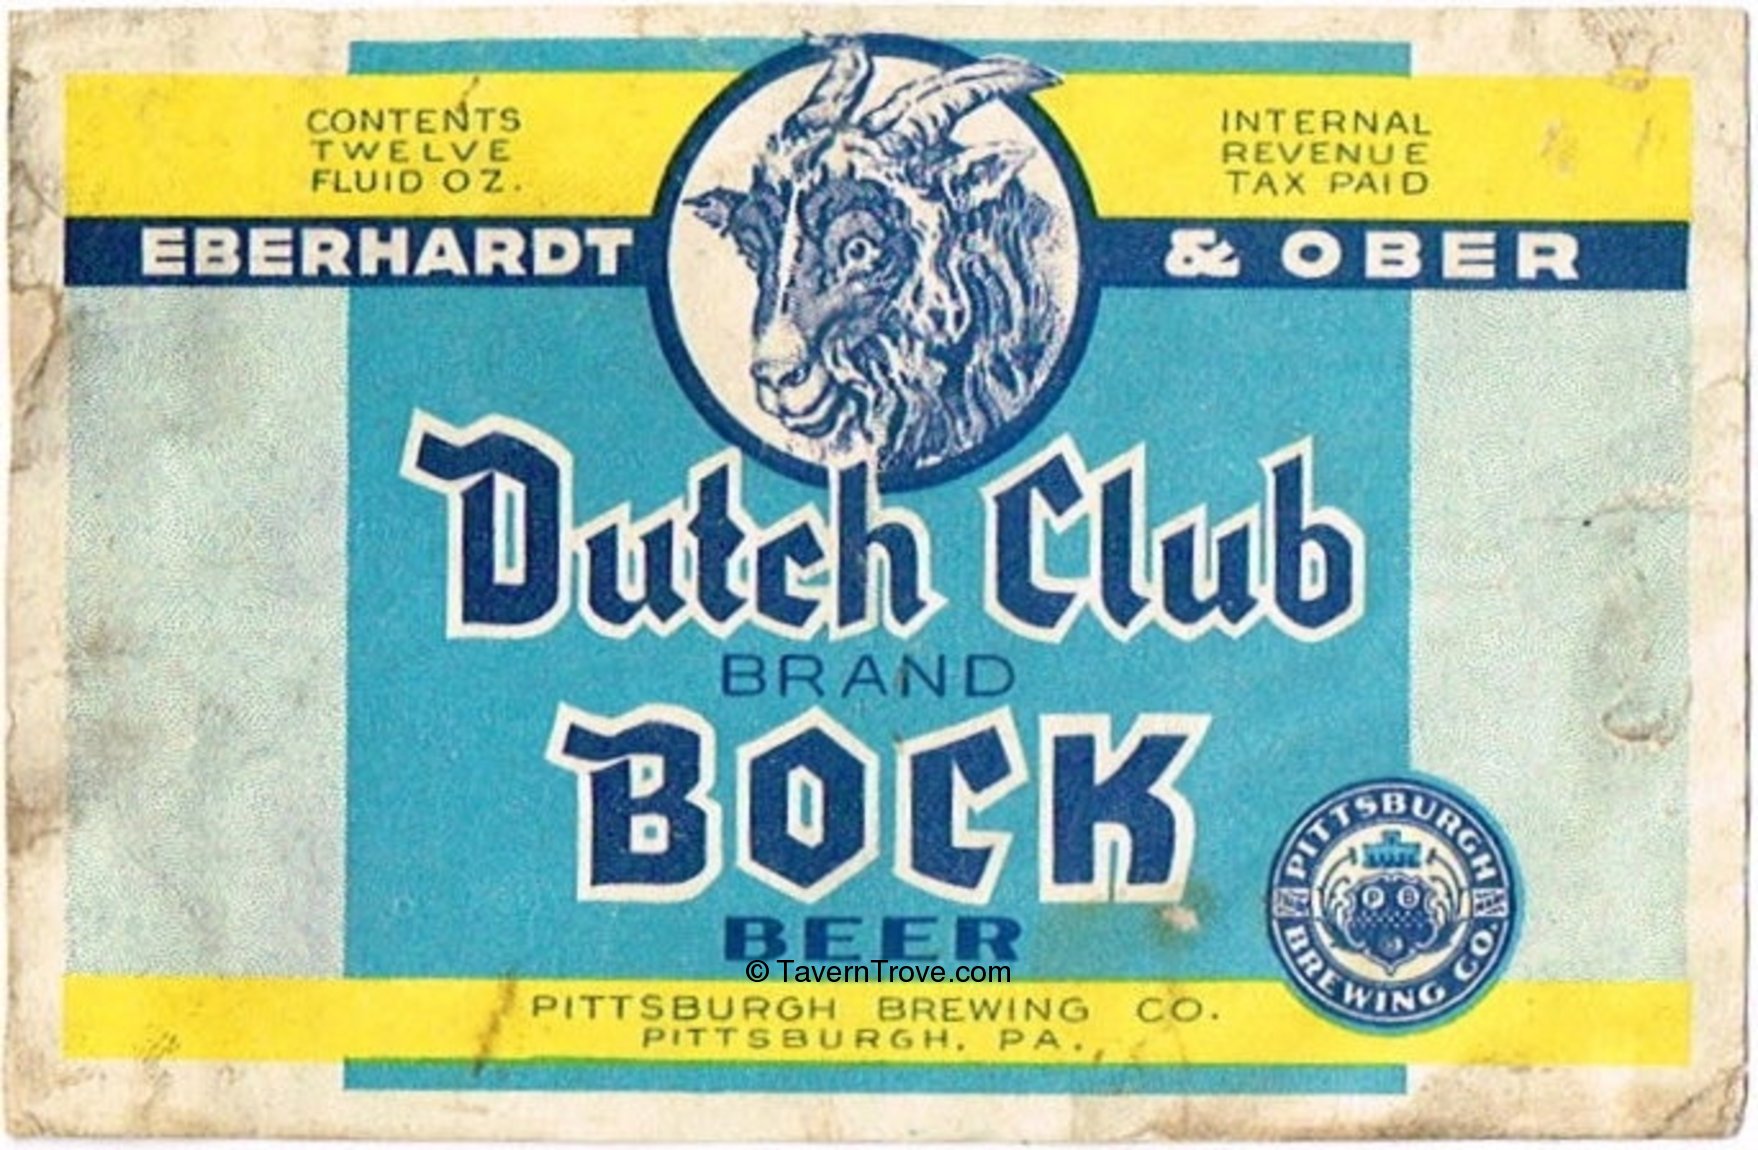 CONTENTS
TWELVE
FLUID OZ.
INTERNAL
REVENUE
TAX PAID
EBERHARDT & OBER
Dutch Club
BRAND
BOCK
BEER
© TavernTrove.com
PITTSBURGH BREWING CO.
PITTSBURGH, PA.
PITTSBURGH
P B
BREWING CO.